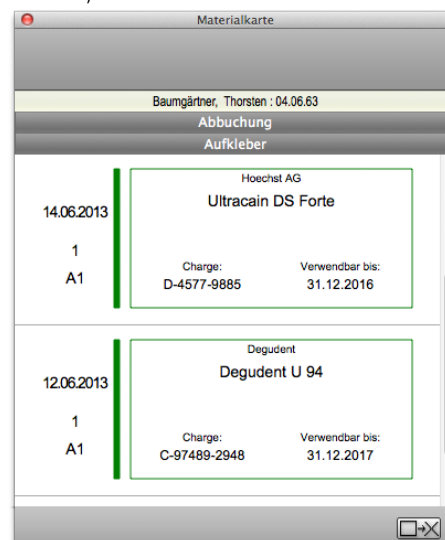 Materialkarte
Baumgärtner, Thorsten : 04.06.63
Abbuchung
Aufkleber
Hoechst AG
Ultracain DS Forte
14.06.2013
1
A1
Charge: Verwendbar bis:
D-4577-9885 31.12.2016
Degudent
Degudent U 94
12.06.2013
1
A1
Charge: Verwendbar bis:
C-97489-2948 31.12.2017